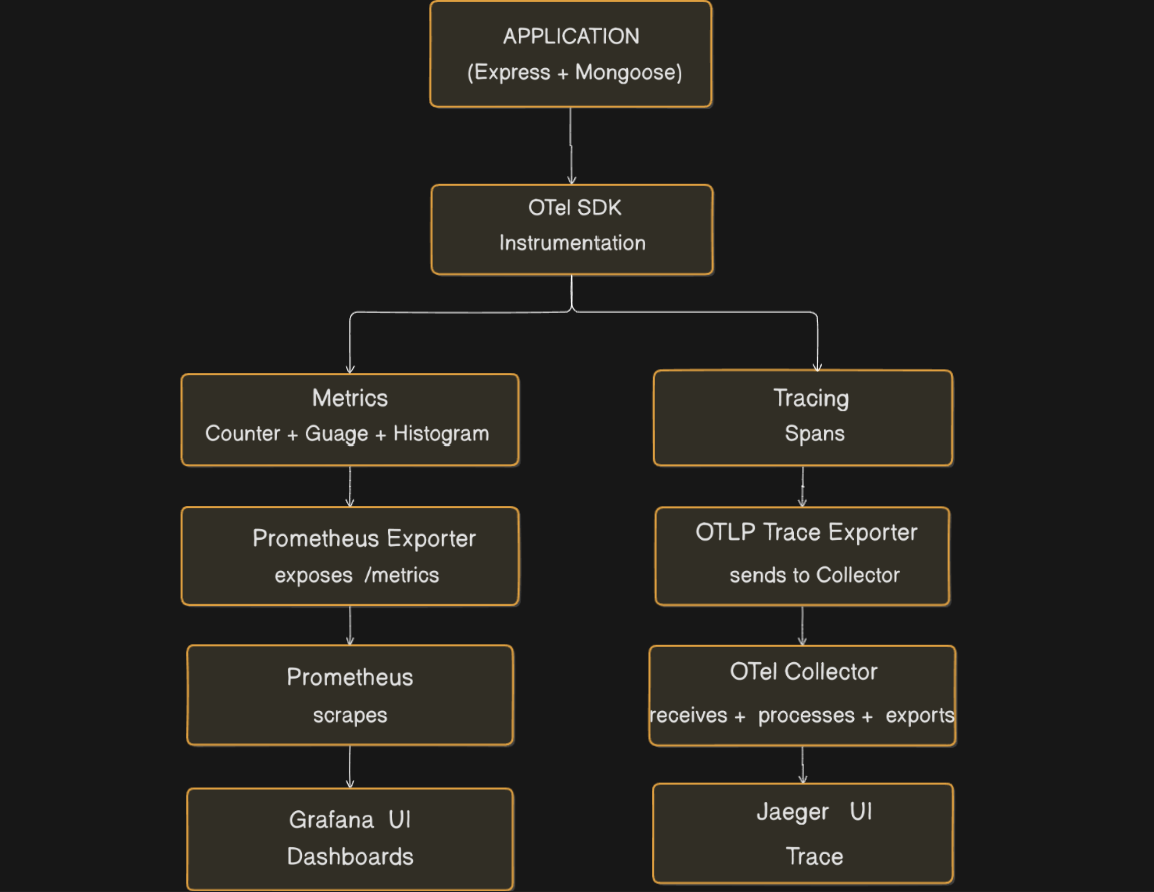 APPLICATION
(Express + Mongoose)
OTel SDK
Instrumentation
Metrics
Counter + Guage + Histogram
Tracing
Spans
Prometheus Exporter
exposes /metrics
OTLP Trace Exporter
sends to Collector
Prometheus
scrapes
OTel Collector
receives + processes + exports
Grafana UI
Dashboards
Jaeger UI
Trace